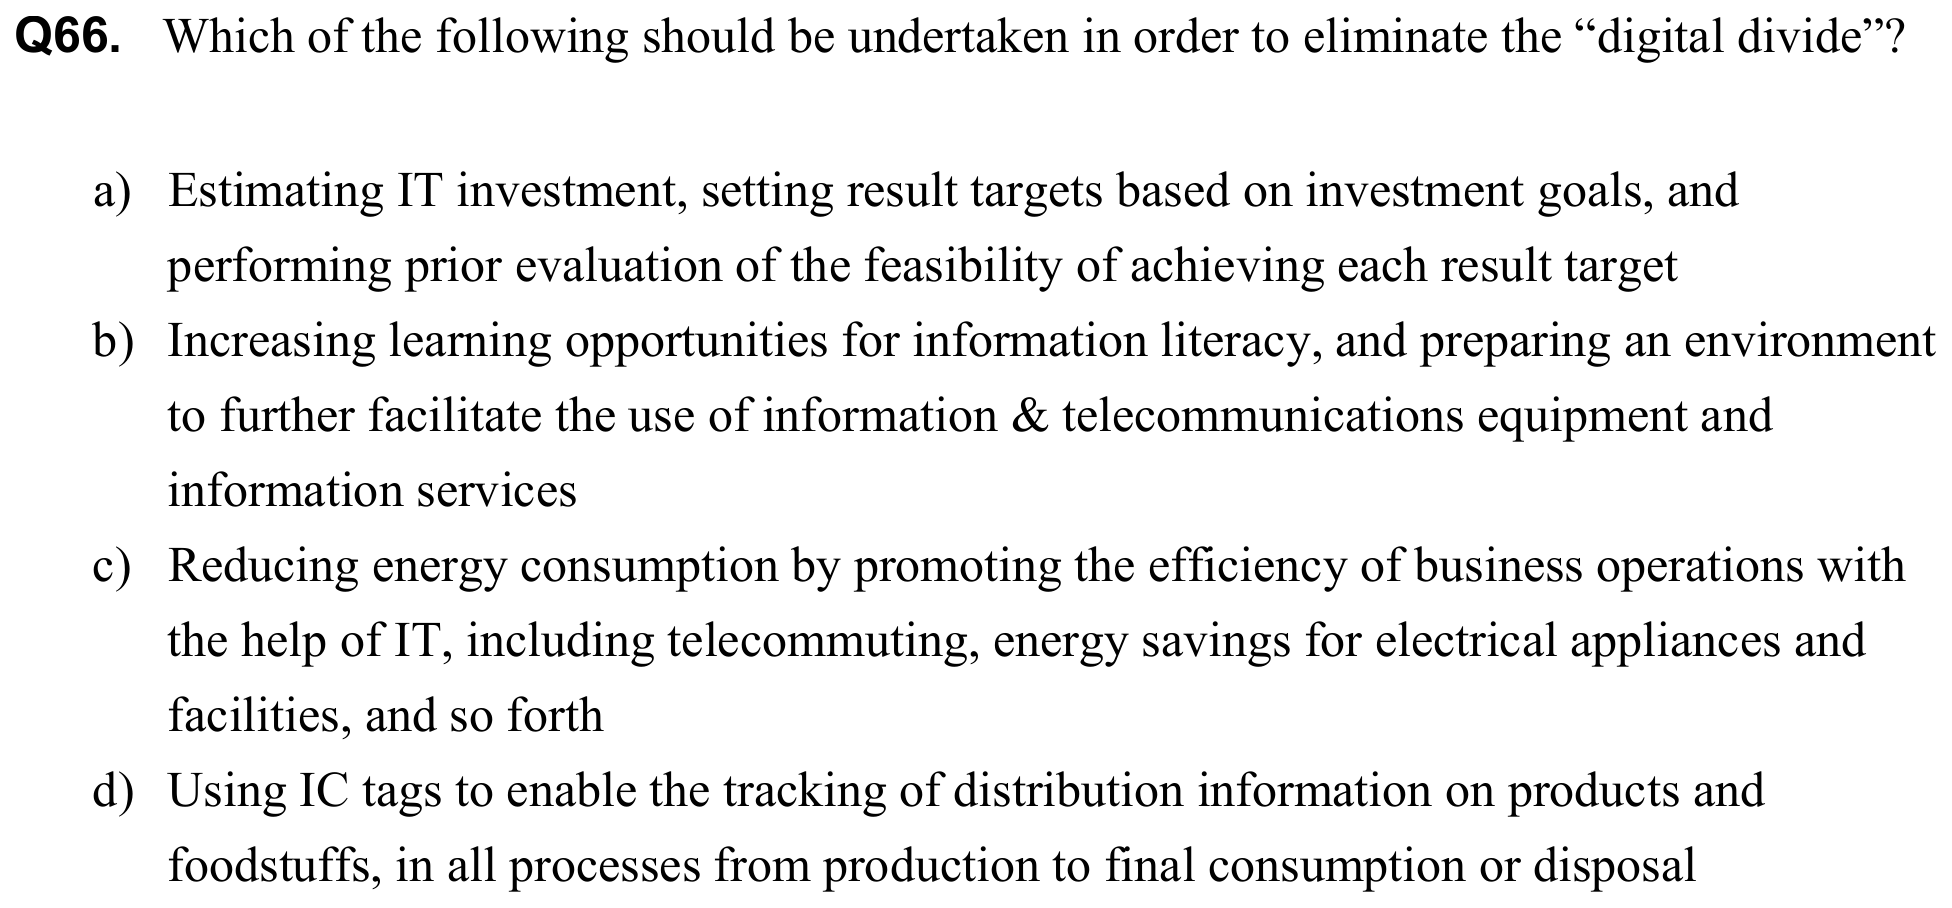 Q66. Which of the following should be undertaken in order to eliminate the “digital divide”?
a) Estimating IT investment, setting result targets based on investment goals, and
performing prior evaluation of the feasibility of achieving each result target
b) Increasing learning opportunities for information literacy, and preparing an environment
to further facilitate the use of information & telecommunications equipment and
information services
c) Reducing energy consumption by promoting the efficiency of business operations with
the help of IT, including telecommuting, energy savings for electrical appliances and
facilities, and so forth
d) Using IC tags to enable the tracking of distribution information on products and
foodstuffs, in all processes from production to final consumption or disposal